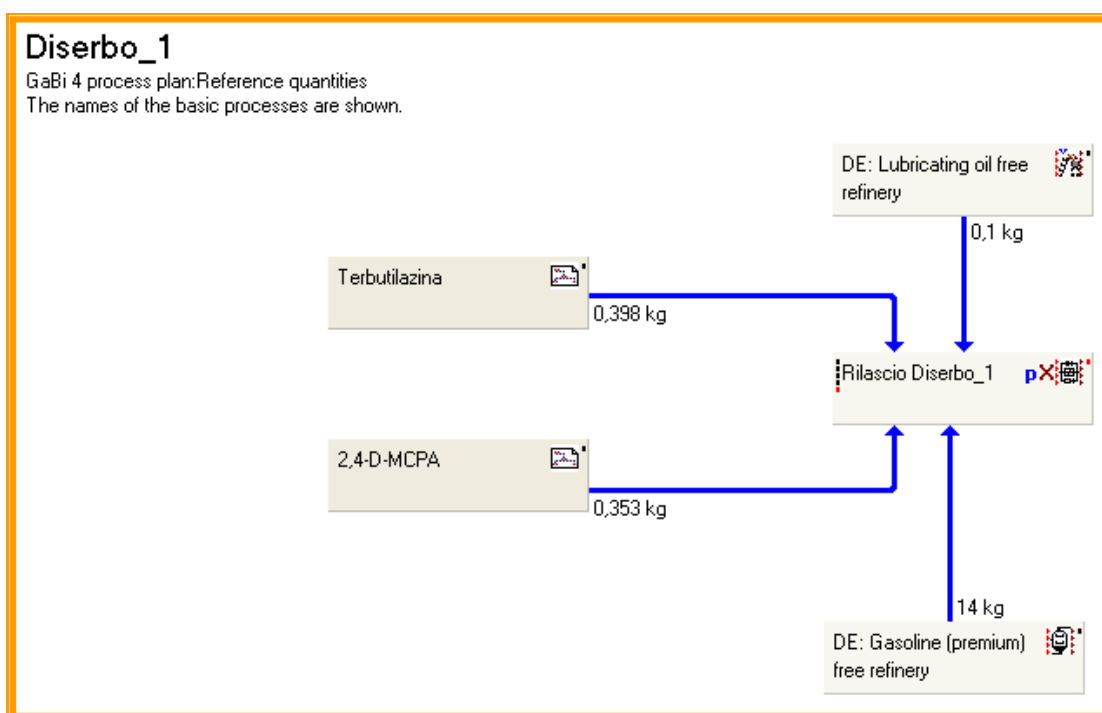 Diserbo_1
GaBi 4 process plan:Reference quantities
The names of the basic processes are shown.
DE: Lubricating oil free
refinery
0,1 kg
Terbutilazina
0,398 kg
Rilascio Diserbo_1 pX
2,4-D-MCPA
0,353 kg
14 kg
DE: Gasoline (premium)
free refinery